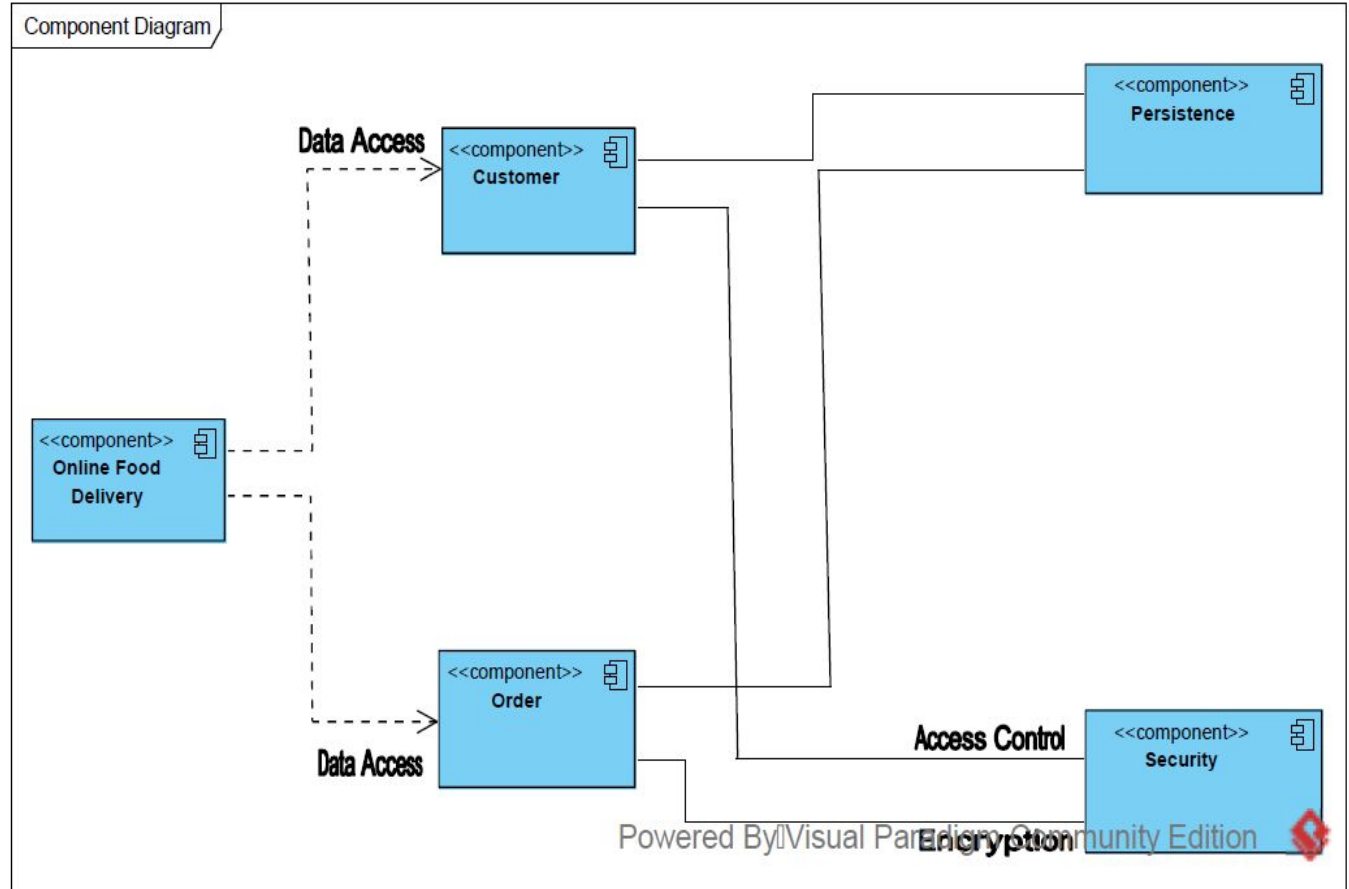 Component Diagram
<<component>>
Persistence
Data Access
<<component>>
Customer
<<component>>
Online Food
Delivery
<<component>>
Order
Data Access
Access Control
<<component>>
Security
Encryption
Powered By Visual Paradigm Community Edition